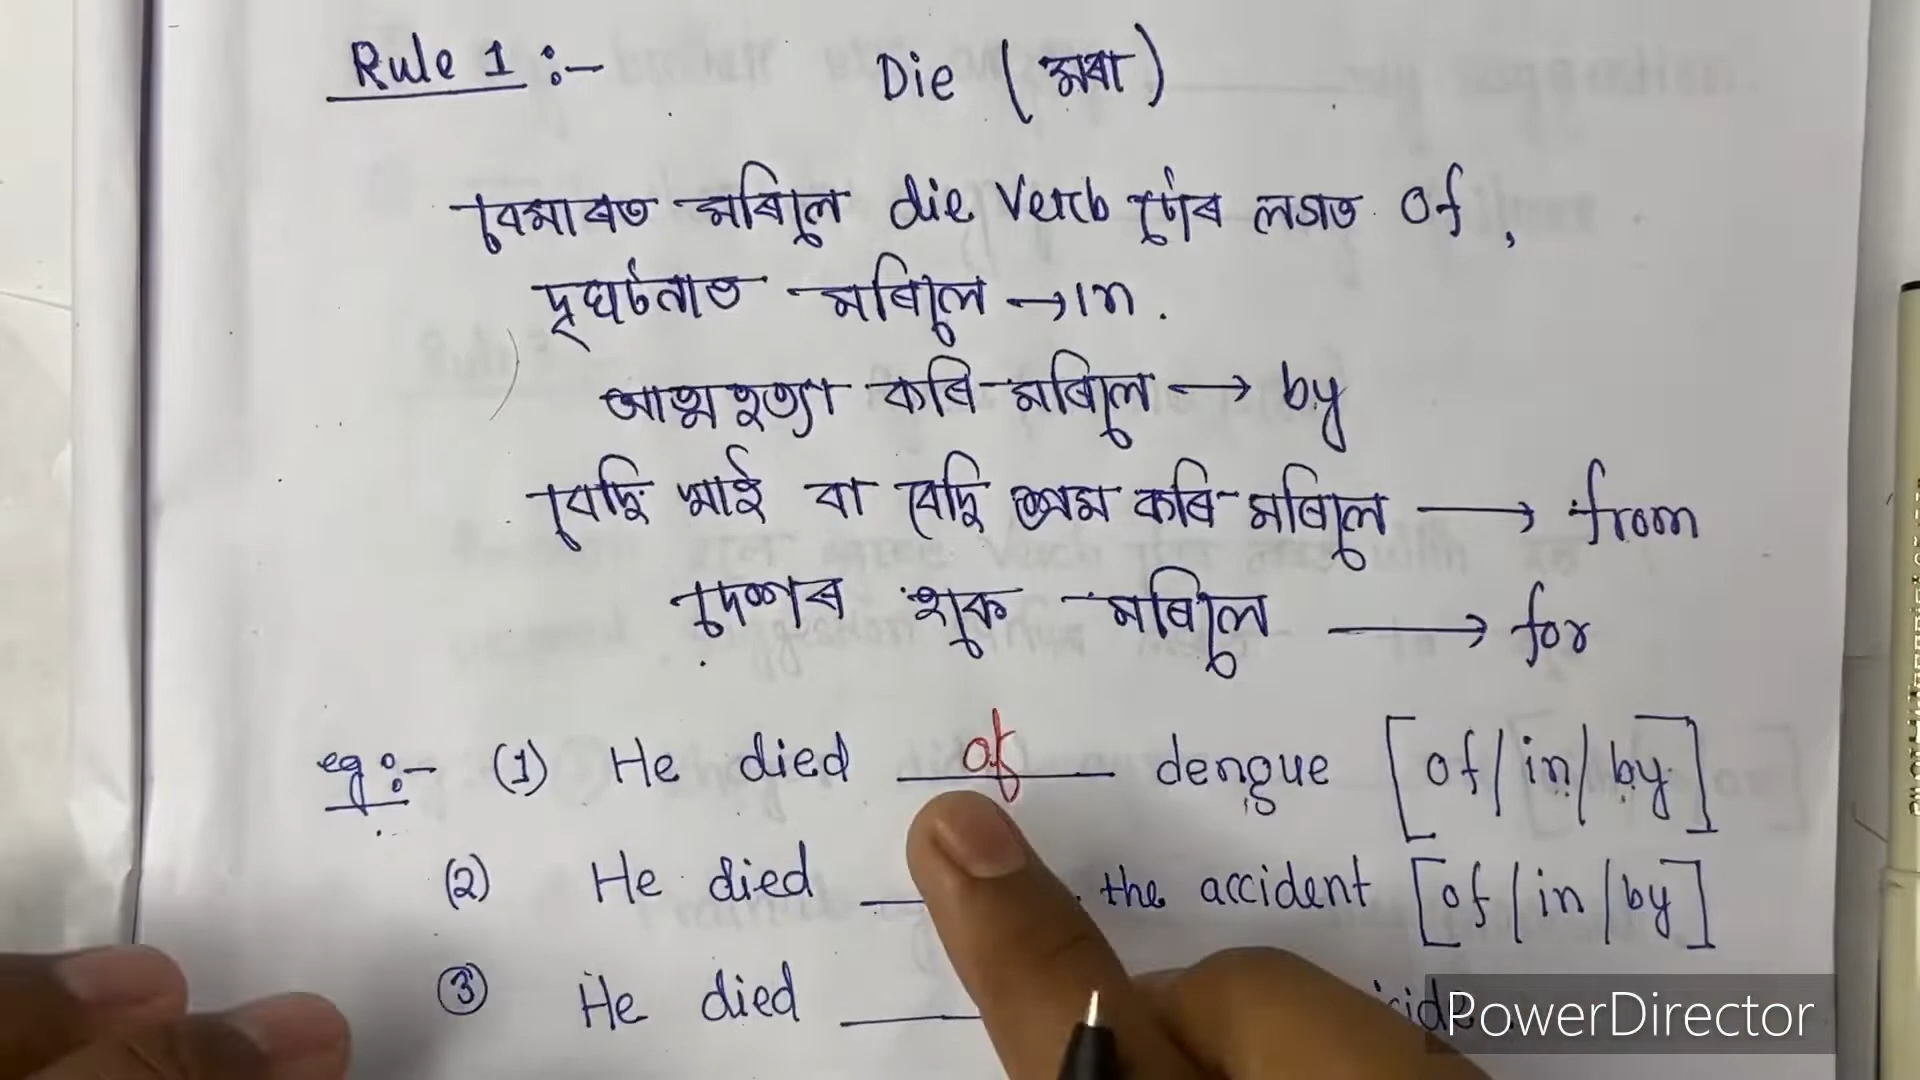 Rule 1 :- Die (মৰা)
বেমাৰত মৰিলে die Verb টোৰ লগত of,
দূৰ্ঘটনাত মৰিলে → in.
আত্মহত্যা কৰি মৰিলে → by
বেছি খাই বা বেছি শ্ৰম কৰি মৰিলে → from
দেশৰ হকে মৰিলে → for
eg :- (1) He died of dengue [of/in/by]
(2) He died the accident [of/in/by]
(3) He died
PowerDirector